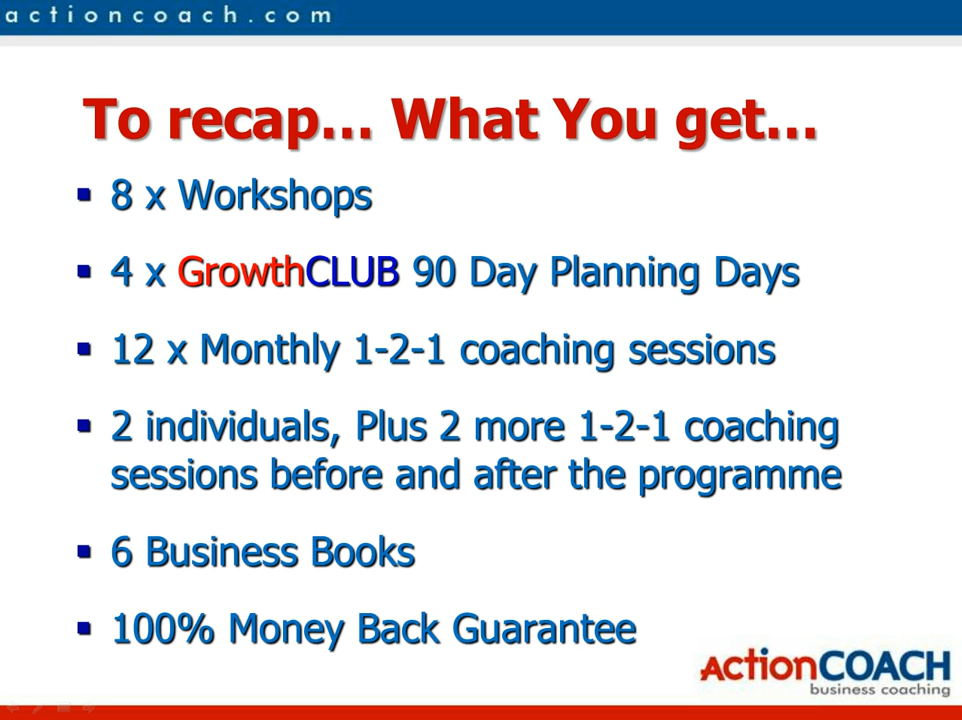 actioncoach.com
To recap... What You get...
8 x Workshops
4 x GrowthCLUB 90 Day Planning Days
12 x Monthly 1-2-1 coaching sessions
2 individuals, Plus 2 more 1-2-1 coaching
sessions before and after the programme
6 Business Books
100% Money Back Guarantee
ActionCOACH
business coaching